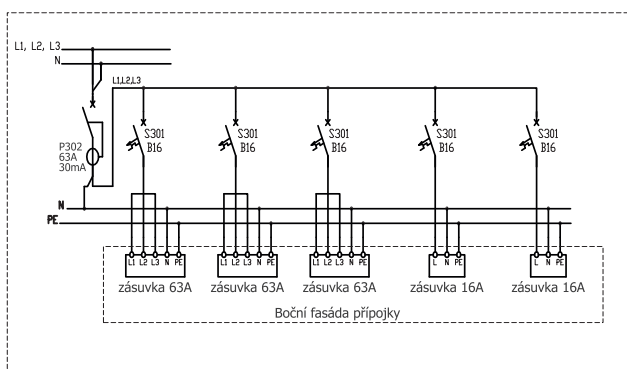 L1, L2, L3
N
L1,L2,L3
P302
63A
30mA
S301
B16
S301
B16
S301
B16
S301
B16
S301
B16
N
PE
L1 L2 L3 N PE
L1 L2 L3 N PE
L1 L2 L3 N PE
L N PE
L N PE
zásuvka 63A
zásuvka 63A
zásuvka 63A
zásuvka 16A
zásuvka 16A
Boční fasáda přípojky